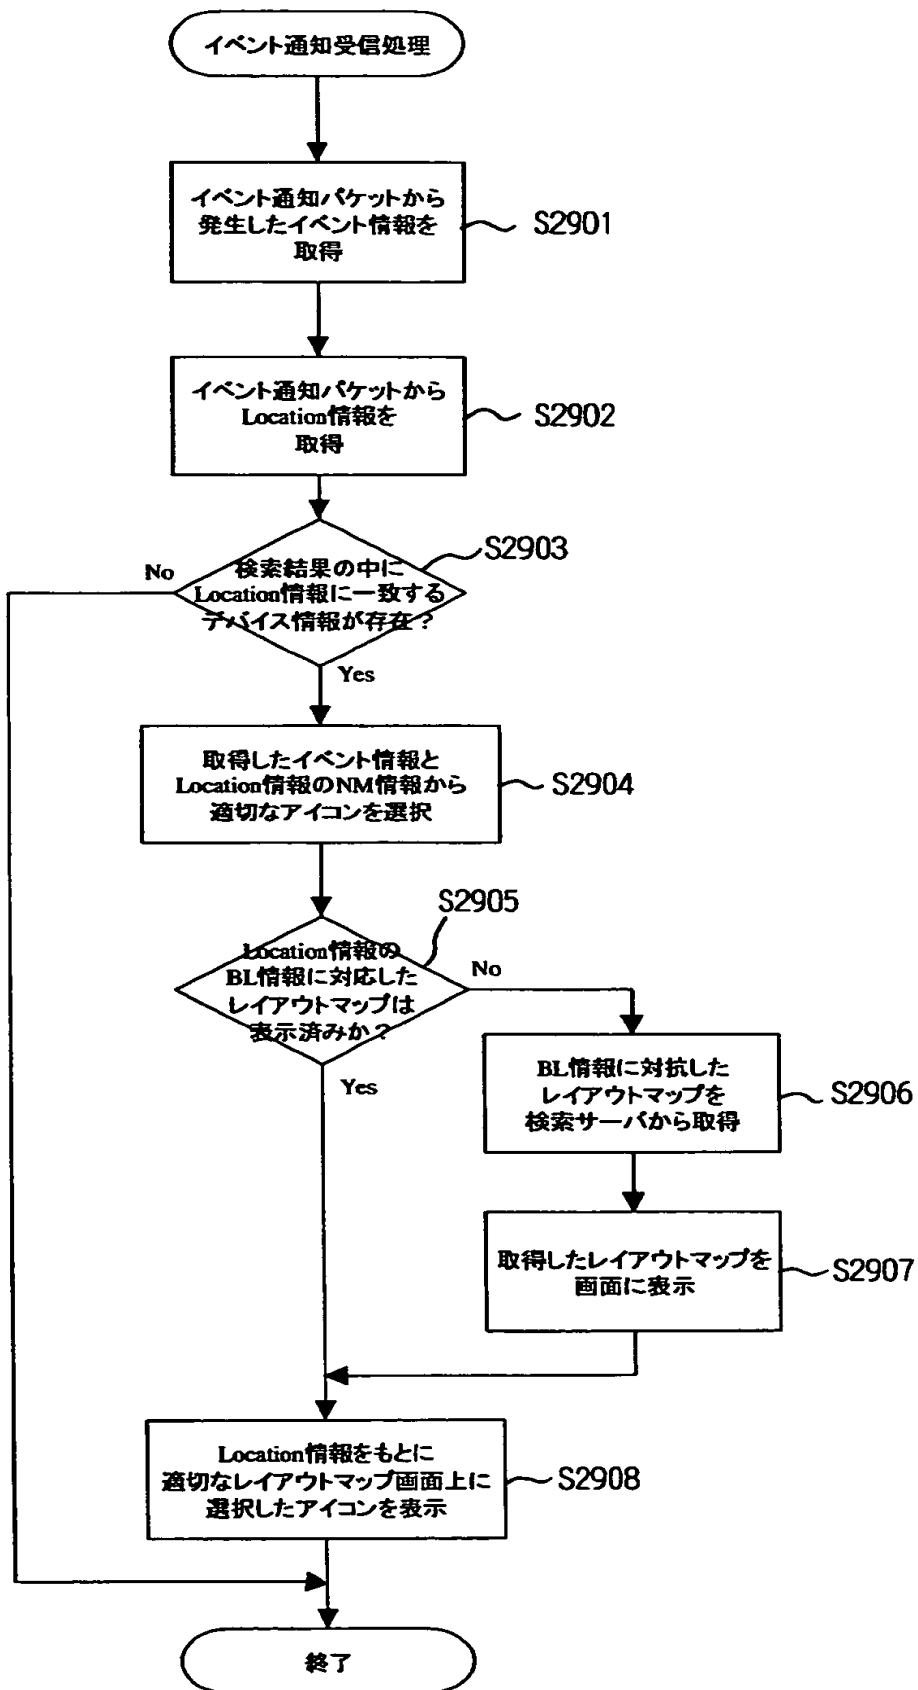 イベント通知受信処理
イベント通知パケットから
発生したイベント情報を
取得
S2901
イベント通知パケットから
Location情報を
取得
S2902
S2903
検索結果の中に
Location情報に一致する
デバイス情報が存在？
No
Yes
取得したイベント情報と
Location情報のNM情報から
適切なアイコンを選択
S2904
S2905
Location情報の
BL情報に対応した
レイアウトマップは
表示済みか？
No
Yes
BL情報に対抗した
レイアウトマップを
検索サーバから取得
S2906
取得したレイアウトマップを
画面に表示
S2907
Location情報をもとに
適切なレイアウトマップ画面上に
選択したアイコンを表示
S2908
終了